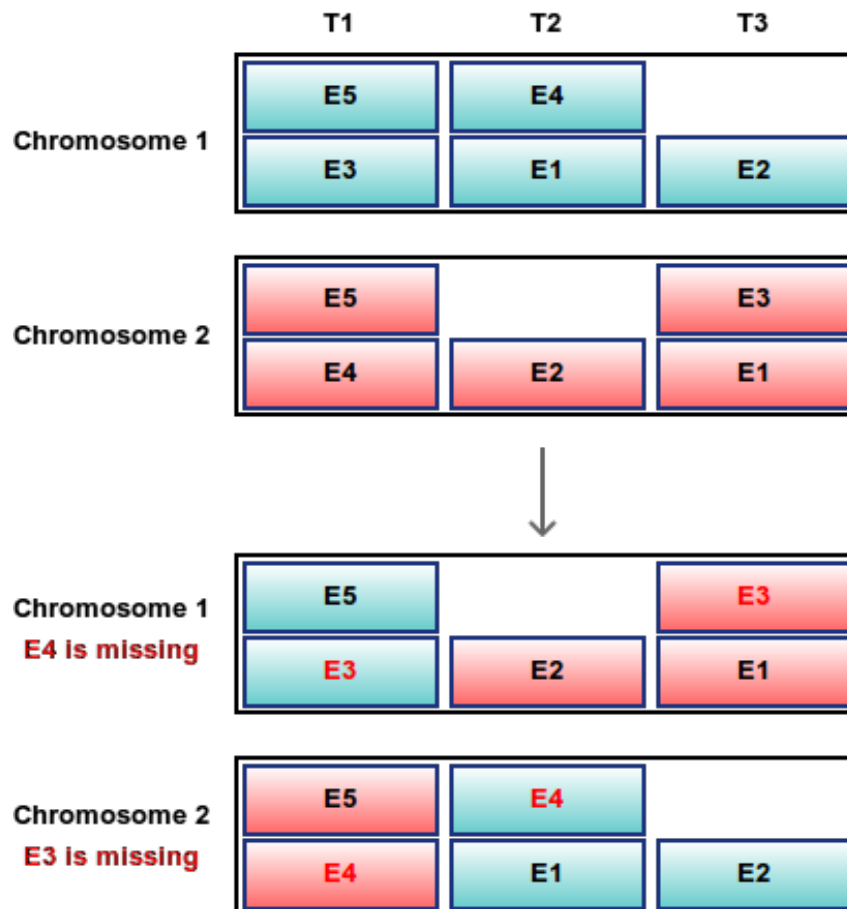 T1 T2 T3
E5 E4
Chromosome 1
E3 E1 E2
E5 E3
Chromosome 2
E4 E2 E1
E5 E3
Chromosome 1
E4 is missing
E3 E2 E1
E5 E4
Chromosome 2
E3 is missing
E4 E1 E2